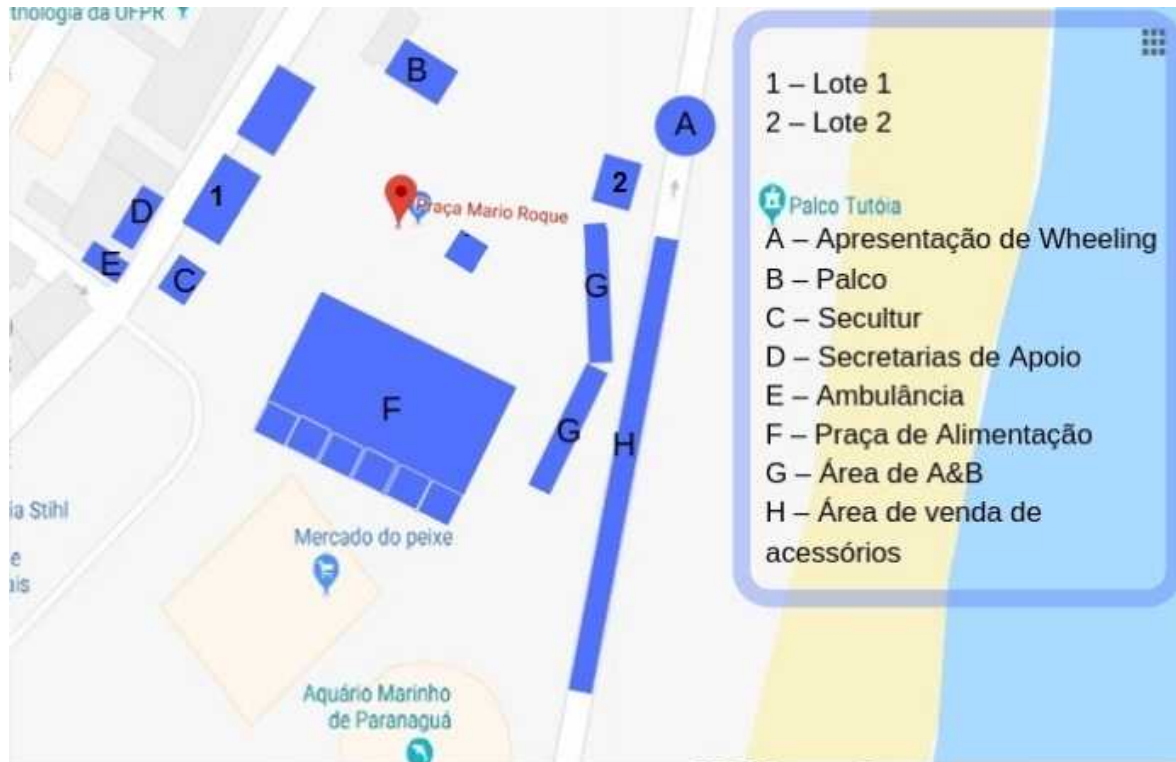 tnologia da UFPR
B
A
1
2
D
E
C
Praça Mario Roque
G
F
G
H
ia Stihl
e
ais
Mercado do peixe
Aquário Marinho
de Paranaguá
1 – Lote 1
2 – Lote 2
Palco Tutóia
A – Apresentação de Wheeling
B – Palco
C – Secultur
D – Secretarias de Apoio
E – Ambulância
F – Praça de Alimentação
G – Área de A&B
H – Área de venda de
acessórios